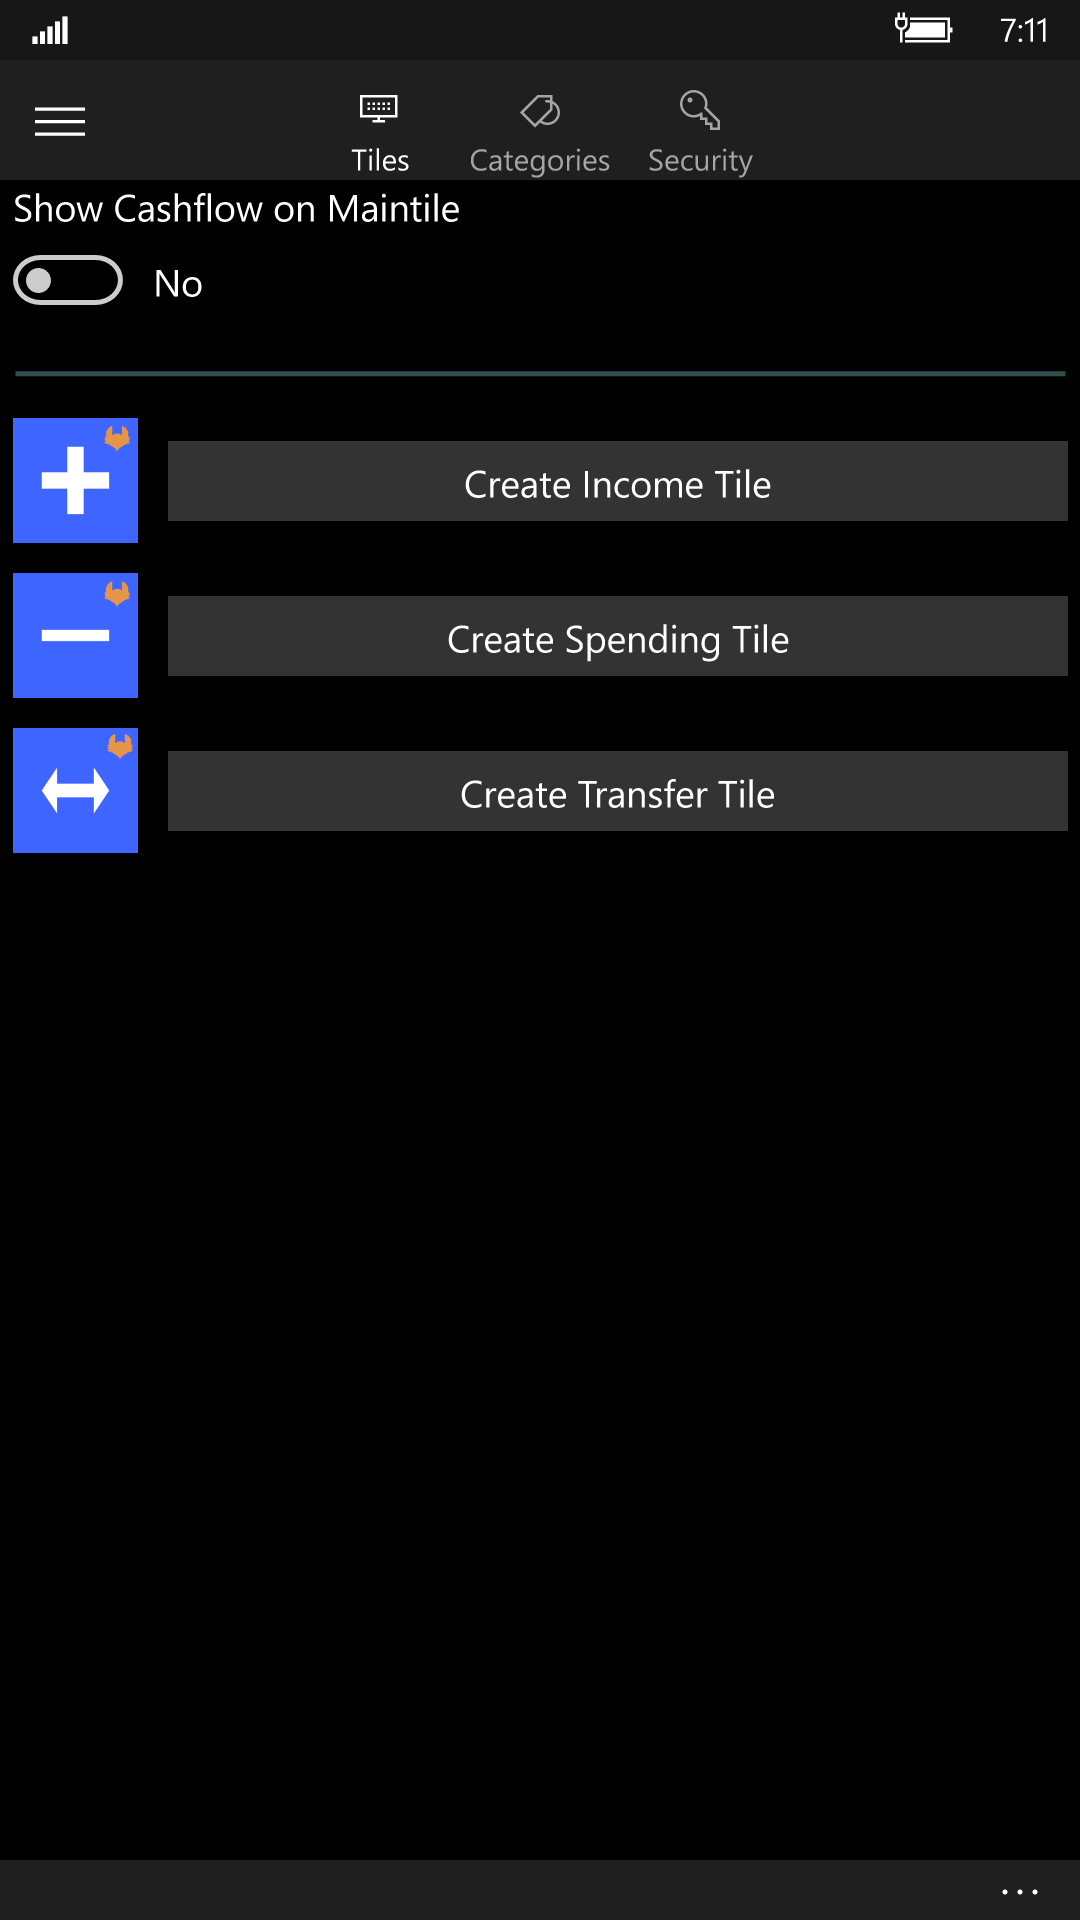 7:11
Tiles
Categories
Security
Show Cashflow on Maintile
No
Create Income Tile
Create Spending Tile
Create Transfer Tile